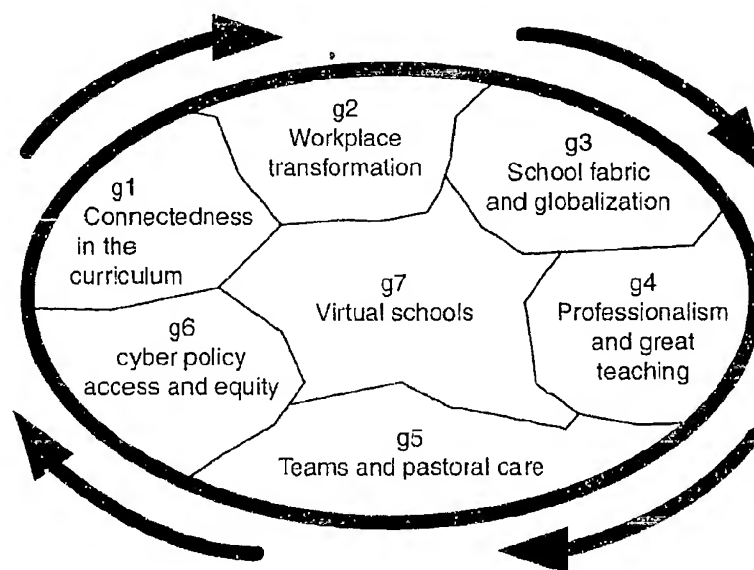 g1
Connectedness
in the
curriculum
g2
Workplace
transformation
g3
School fabric
and globalization
g4
Professionalism
and great
teaching
g5
Teams and pastoral care
g6
cyber policy
access and equity
g7
Virtual schools